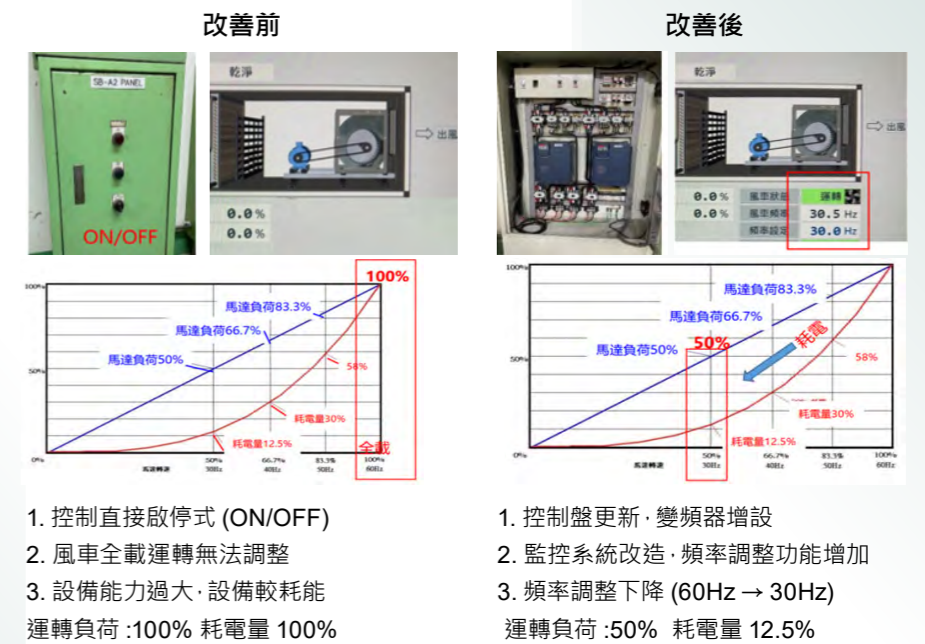 改善前
SB-A2 PANEL
ON/OFF
乾淨
出風
0.0%
0.0%
100%
100%
馬達負荷83.3%
馬達負荷66.7%
馬達負荷50%
50%
58%
耗電量30%
耗電量12.5%
全載
0%
馬達轉速
50%
30Hz
66.7%
40Hz
83.3%
50Hz
100%
60Hz
1. 控制直接啟停式 (ON/OFF)
2. 風車全載運轉無法調整
3. 設備能力過大·設備較耗能
運轉負荷 :100% 耗電量 100%
改善後
乾淨
出風
0.0% 風車狀態 運轉
0.0% 風車頻率 30.5 Hz
頻率設定 30.0 Hz
100%
馬達負荷83.3%
馬達負荷66.7%
馬達負荷50%
50%
耗電
50%
58%
耗電量30%
耗電量12.5%
0%
馬達轉速
50%
30Hz
66.7%
40Hz
83.3%
50Hz
100%
60Hz
1. 控制盤更新·變頻器增設
2. 監控系統改造·頻率調整功能增加
3. 頻率調整下降 (60Hz → 30Hz)
運轉負荷 :50% 耗電量 12.5%